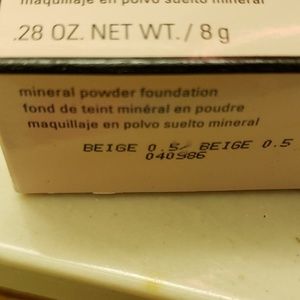 maquillaje en polvo suelto mineral
.28 OZ. NET WT. / 8 g
mineral powder foundation
fond de teint minéral en poudre
maquillaje en polvo suelto mineral
BEIGE 0.5/ BEIGE 0.5
040986